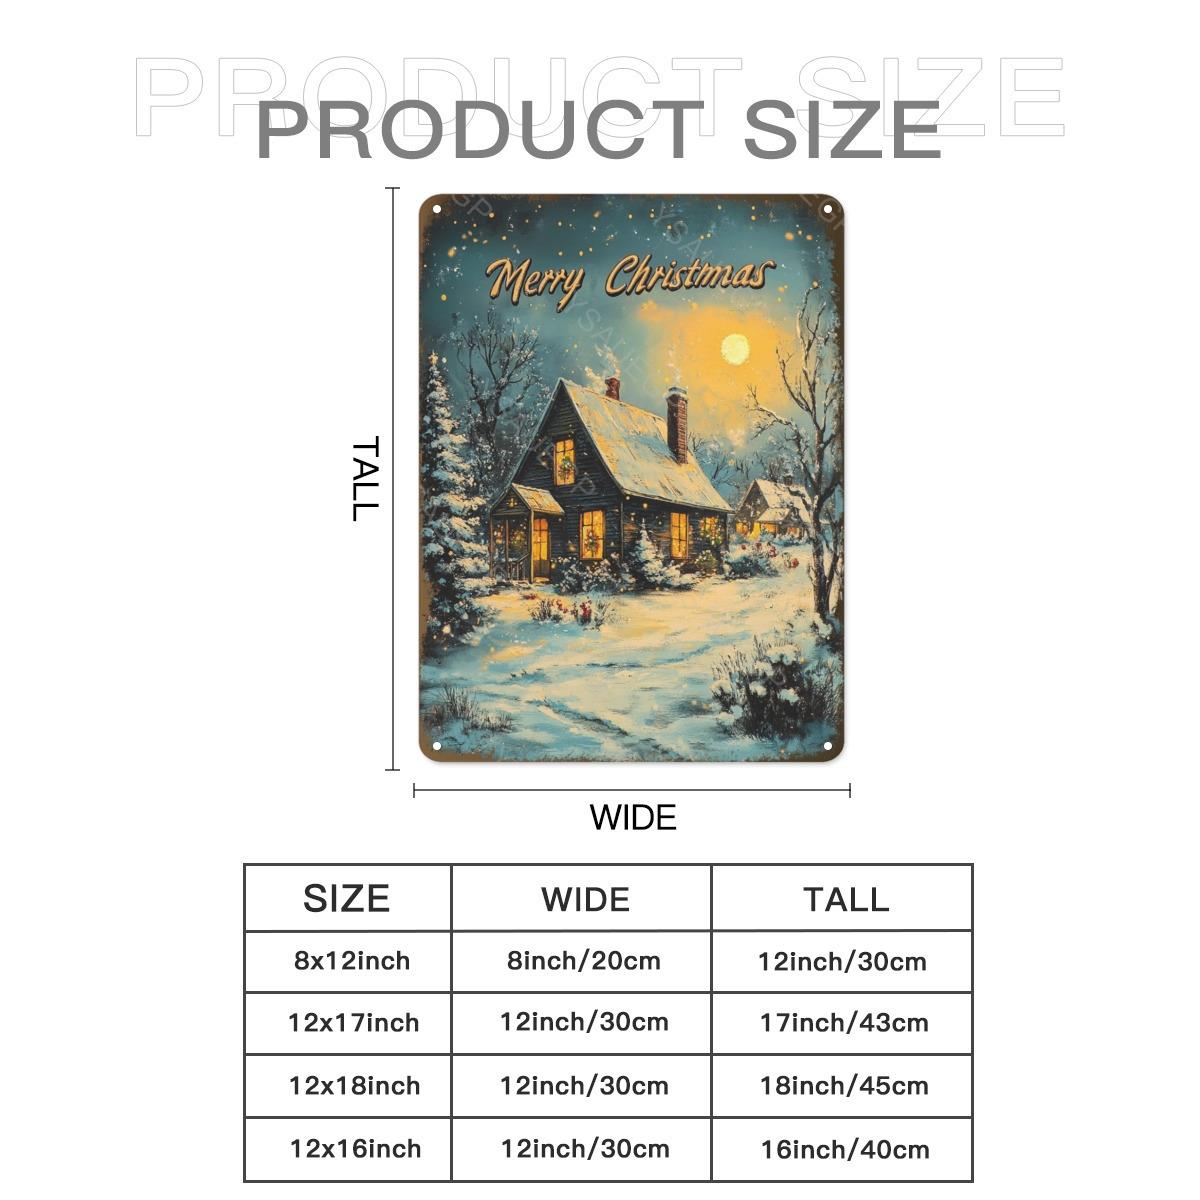 PRODUCT SIZE
PRODUCT SIZE
Merry Christmas
TALL
WIDE
SIZE WIDE TALL
8x12inch 8inch/20cm 12inch/30cm
12x17inch 12inch/30cm 17inch/43cm
12x18inch 12inch/30cm 18inch/45cm
12x16inch 12inch/30cm 16inch/40cm